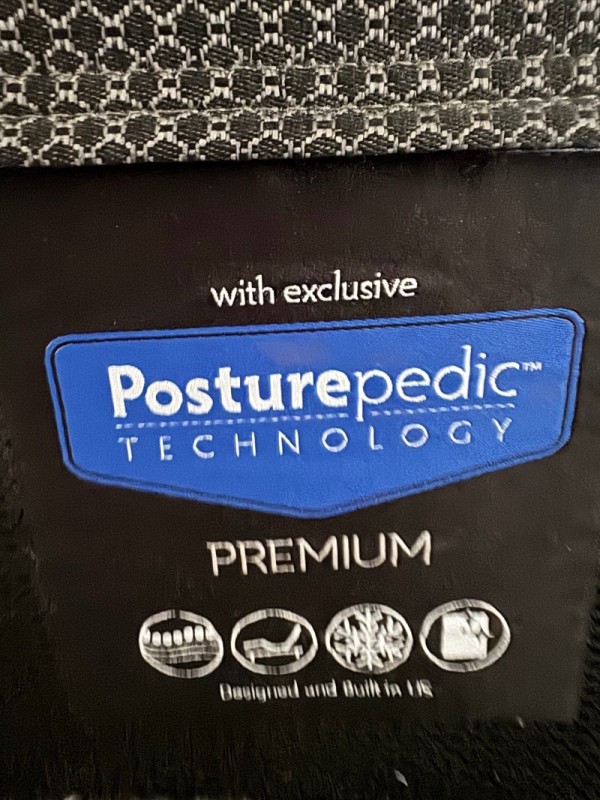 with exclusive
Posturepedic™
TECHNOLOGY
PREMIUM
Designed and Built in US